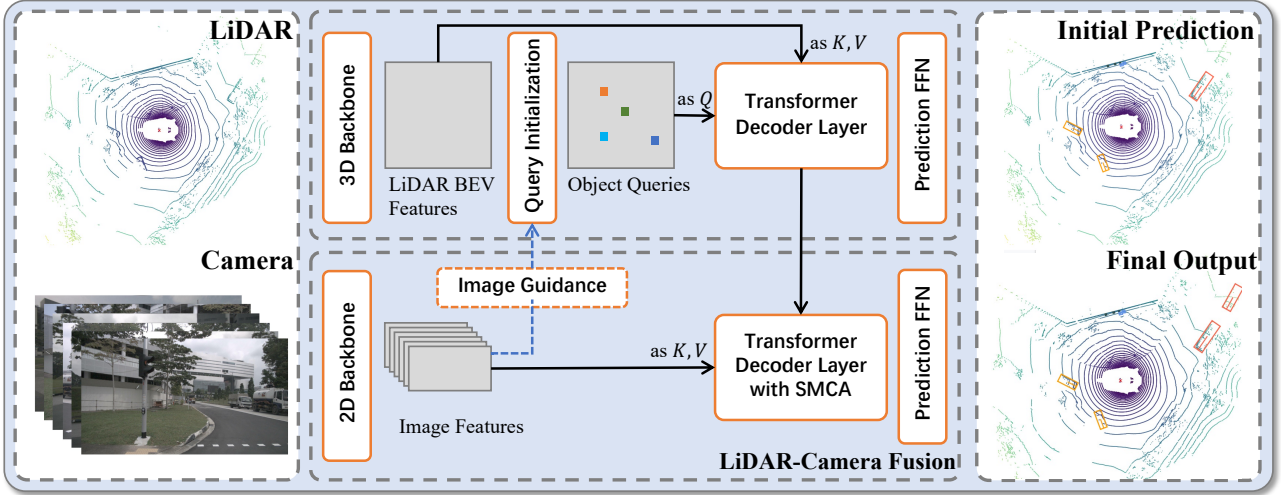 LiDAR
Camera
3D Backbone
LiDAR BEV
Features
Query Initialization
Object Queries
as Q
as K, V
Transformer
Decoder Layer
Prediction FFN
2D Backbone
Image Guidance
Image Features
as K, V
Transformer
Decoder Layer
with SMCA
Prediction FFN
LiDAR-Camera Fusion
Initial Prediction
Final Output